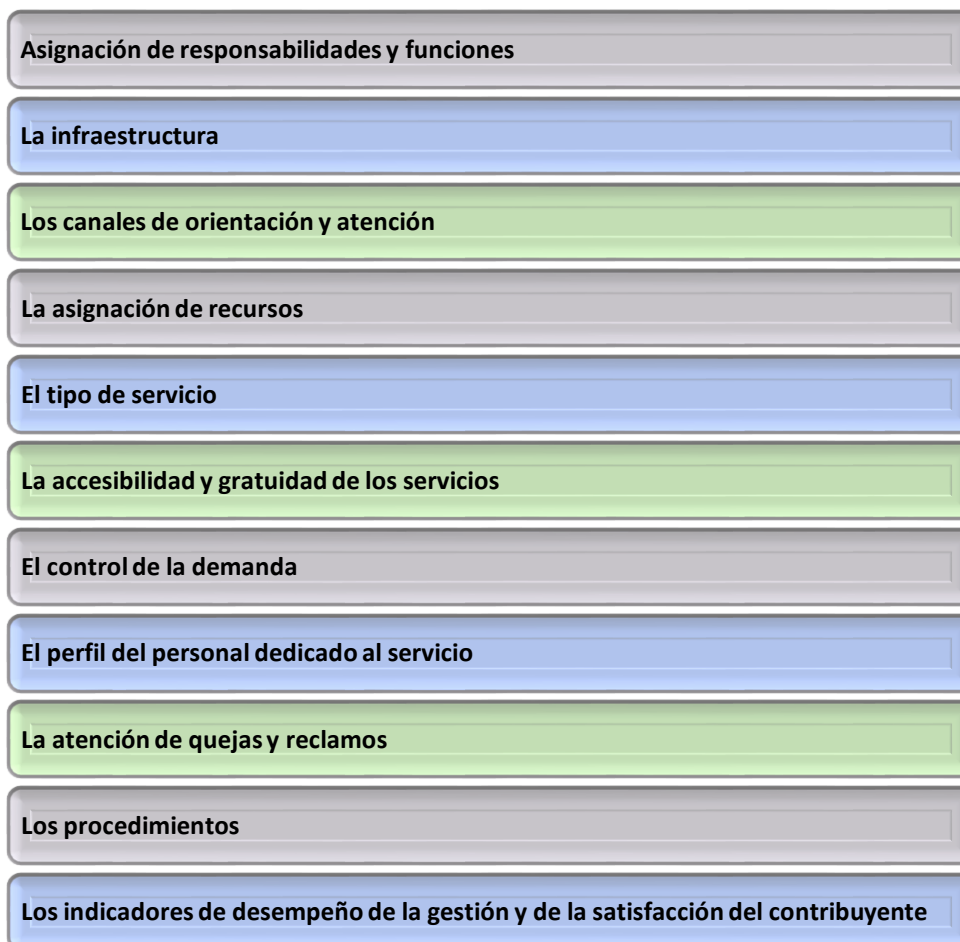 Asignación de responsabilidades y funciones
La infraestructura
Los canales de orientación y atención
La asignación de recursos
El tipo de servicio
La accesibilidad y gratuidad de los servicios
El control de la demanda
El perfil del personal dedicado al servicio
La atención de quejas y reclamos
Los procedimientos
Los indicadores de desempeño de la gestión y de la satisfacción del contribuyente